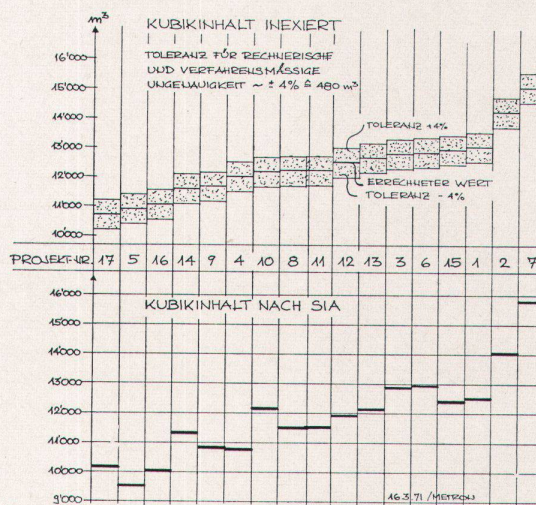 m³
KUBIKINHALT INEXIERT
TOLERANZ FÜR RECHNERISCHE
UND VERFAHRENSMÄSSIGE
UNGENAUIGKEIT ~ ± 4% ≙ 480 m³
16'000
15'000
14'000
13'000
12'000
11'000
10'000
TOLERANZ +4%
ERRECHNETER WERT
TOLERANZ -4%
PROJEKT-NR. 17 5 16 14 9 4 10 8 11 12 13 3 6 15 1 2 7
KUBIKINHALT NACH SIA
16'000
15'000
14'000
13'000
12'000
11'000
10'000
9'000
16.3.71 / METRON